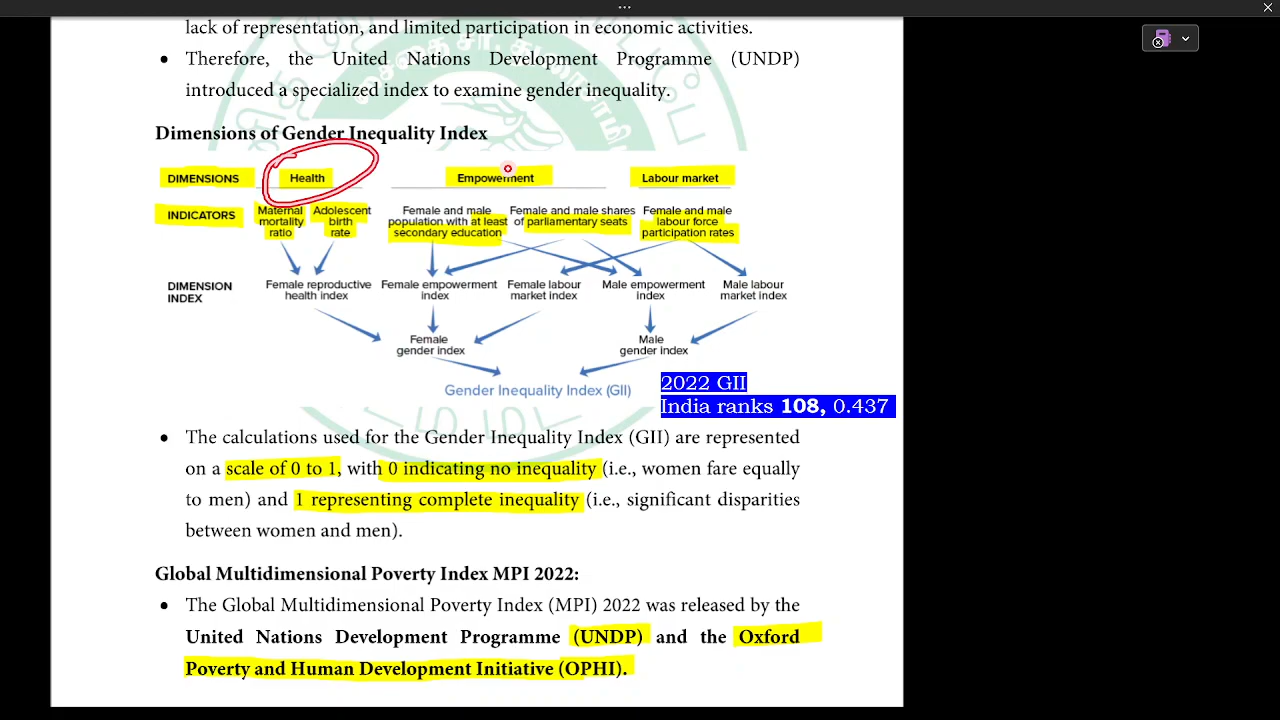 lack of representation, and limited participation in economic activities.
• Therefore, the United Nations Development Programme (UNDP)
introduced a specialized index to examine gender inequality.
Dimensions of Gender Inequality Index
DIMENSIONS Health Empowerment Labour market
INDICATORS Maternal mortality ratio Adolescent birth rate Female and male population with at least secondary education Female and male shares of parliamentary seats Female and male labour force participation rates
DIMENSION INDEX Female reproductive health index Female empowerment index Female labour market index Male empowerment index Male labour market index
Female gender index Male gender index
Gender Inequality Index (GII)
2022 GII
India ranks 108, 0.437
• The calculations used for the Gender Inequality Index (GII) are represented
on a scale of 0 to 1, with 0 indicating no inequality (i.e., women fare equally
to men) and 1 representing complete inequality (i.e., significant disparities
between women and men).
Global Multidimensional Poverty Index MPI 2022:
• The Global Multidimensional Poverty Index (MPI) 2022 was released by the
United Nations Development Programme (UNDP) and the Oxford
Poverty and Human Development Initiative (OPHI).